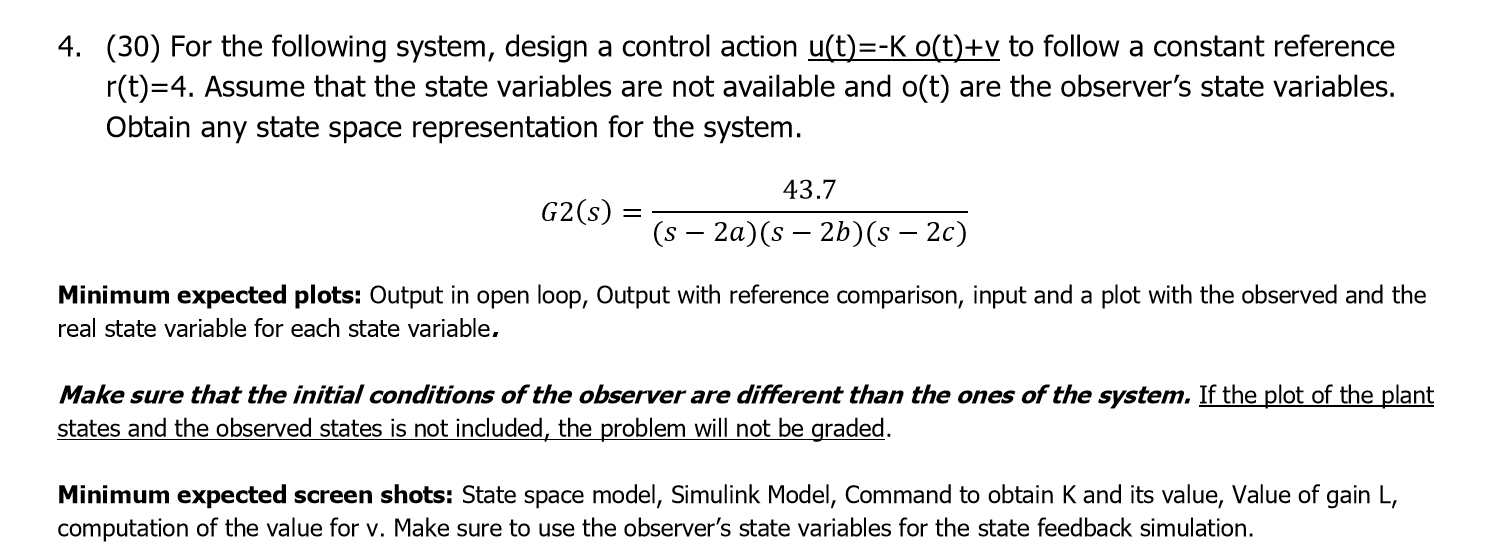 4. (30) For the following system, design a control action u(t)=-K o(t)+v to follow a constant reference
r(t)=4. Assume that the state variables are not available and o(t) are the observer’s state variables.
Obtain any state space representation for the system.
G2(s) = 43.7 / (s − 2a)(s − 2b)(s − 2c)
Minimum expected plots: Output in open loop, Output with reference comparison, input and a plot with the observed and the
real state variable for each state variable.
Make sure that the initial conditions of the observer are different than the ones of the system. If the plot of the plant
states and the observed states is not included, the problem will not be graded.
Minimum expected screen shots: State space model, Simulink Model, Command to obtain K and its value, Value of gain L,
computation of the value for v. Make sure to use the observer’s state variables for the state feedback simulation.